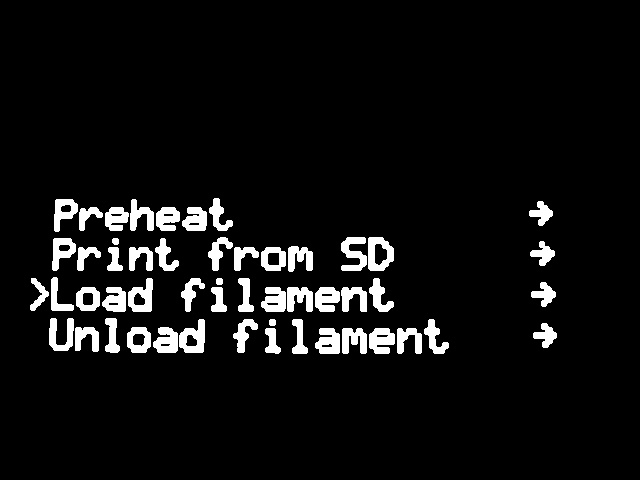 Preheat →
Print from SD →
>Load filament →
Unload filament →